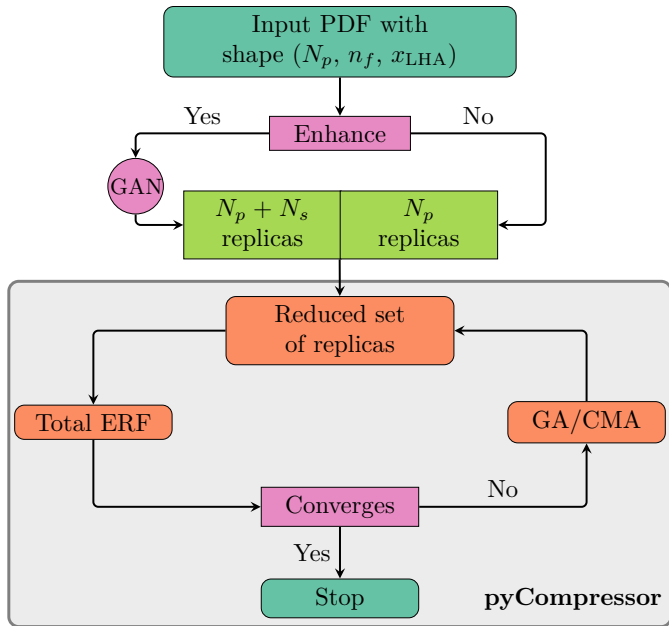 Input PDF with
shape (N_p, n_f, x_LHA)
Yes
Enhance
No
GAN
N_p + N_s
replicas
N_p
replicas
Reduced set
of replicas
Total ERF
GA/CMA
Converges
No
Yes
Stop
pyCompressor